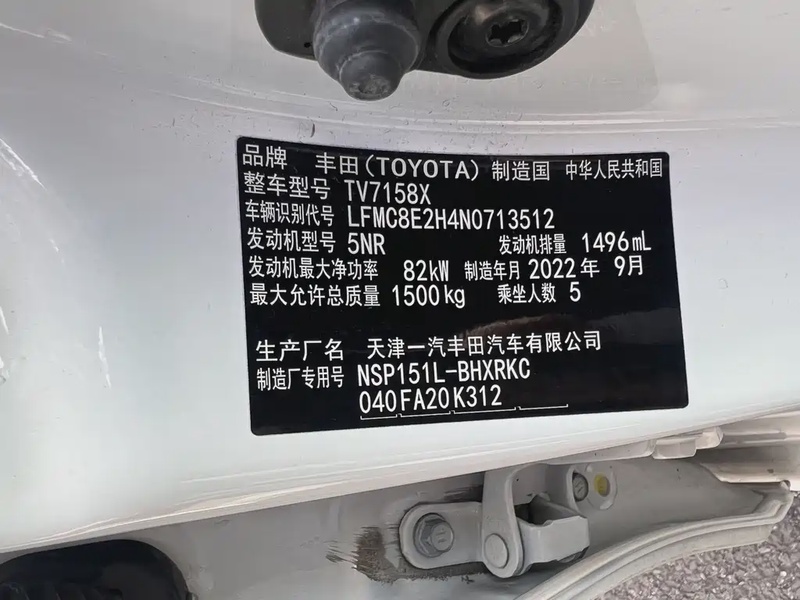 品牌 丰田(TOYOTA) 制造国 中华人民共和国
整车型号 TV7158X
车辆识别代号 LFMC8E2H4N0713512
发动机型号 5NR 发动机排量 1496mL
发动机最大净功率 82kW 制造年月 2022年 9月
最大允许总质量 1500kg 乘坐人数 5
生产厂名 天津一汽丰田汽车有限公司
制造厂专用号 NSP151L-BHXRKC
040FA20K312